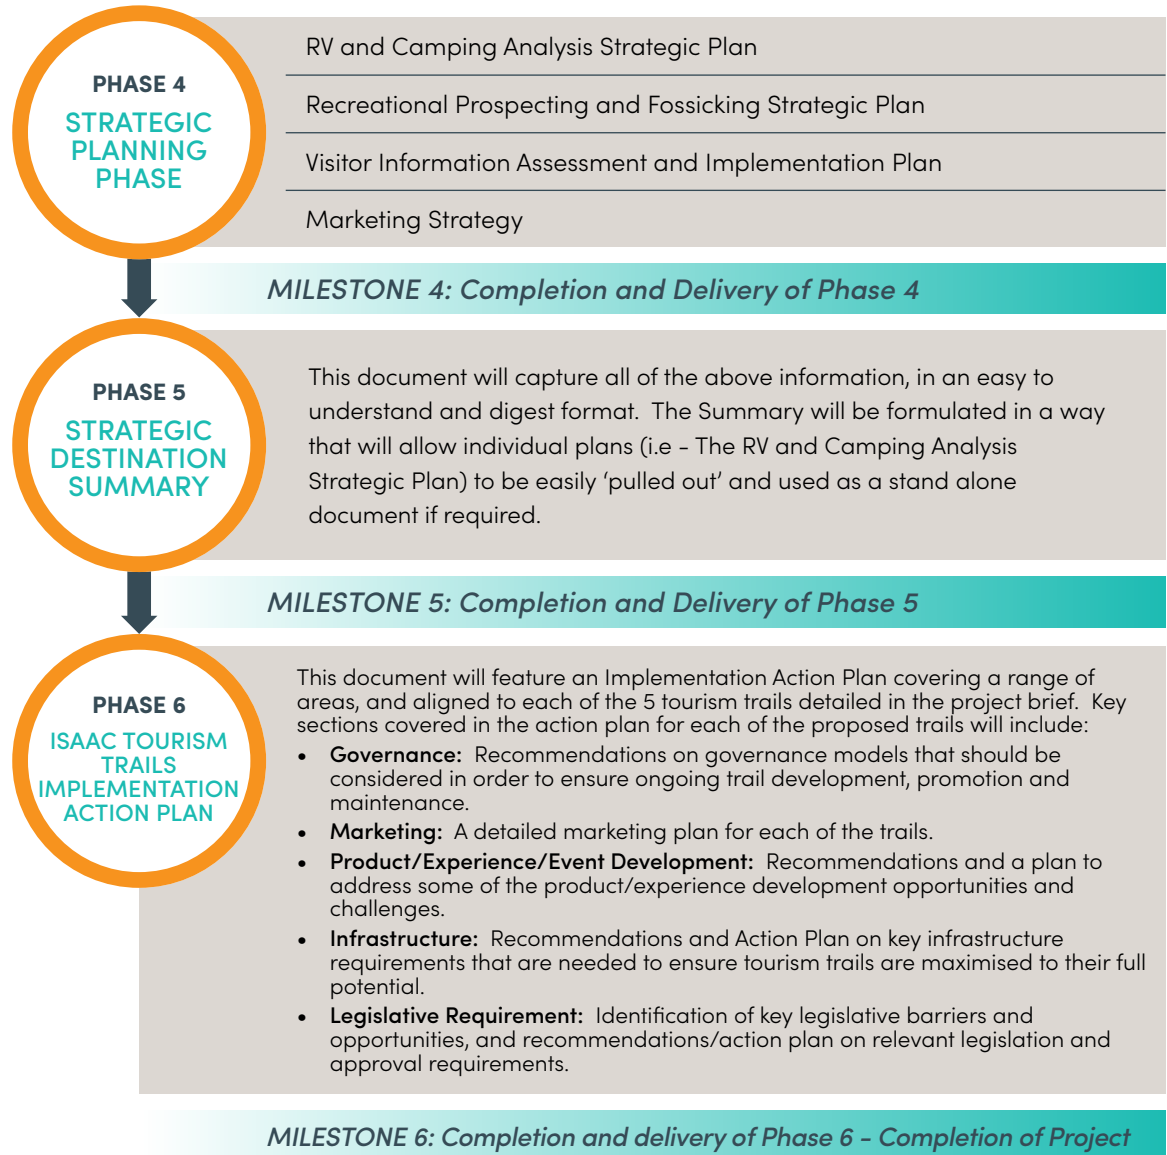 PHASE 4
STRATEGIC
PLANNING
PHASE
RV and Camping Analysis Strategic Plan
Recreational Prospecting and Fossicking Strategic Plan
Visitor Information Assessment and Implementation Plan
Marketing Strategy
MILESTONE 4: Completion and Delivery of Phase 4
PHASE 5
STRATEGIC
DESTINATION
SUMMARY
This document will capture all of the above information, in an easy to
understand and digest format.  The Summary will be formulated in a way
that will allow individual plans (i.e - The RV and Camping Analysis
Strategic Plan) to be easily ‘pulled out’ and used as a stand alone
document if required.
MILESTONE 5: Completion and Delivery of Phase 5
PHASE 6
ISAAC TOURISM
TRAILS
IMPLEMENTATION
ACTION PLAN
This document will feature an Implementation Action Plan covering a range of
areas, and aligned to each of the 5 tourism trails detailed in the project brief.  Key
sections covered in the action plan for each of the proposed trails will include:
• Governance:  Recommendations on governance models that should be
considered in order to ensure ongoing trail development, promotion and
maintenance.
• Marketing:  A detailed marketing plan for each of the trails.
• Product/Experience/Event Development:  Recommendations and a plan to
address some of the product/experience development opportunities and
challenges.
• Infrastructure:  Recommendations and Action Plan on key infrastructure
requirements that are needed to ensure tourism trails are maximised to their full
potential.
• Legislative Requirement:  Identification of key legislative barriers and
opportunities, and recommendations/action plan on relevant legislation and
approval requirements.
MILESTONE 6: Completion and delivery of Phase 6 - Completion of Project